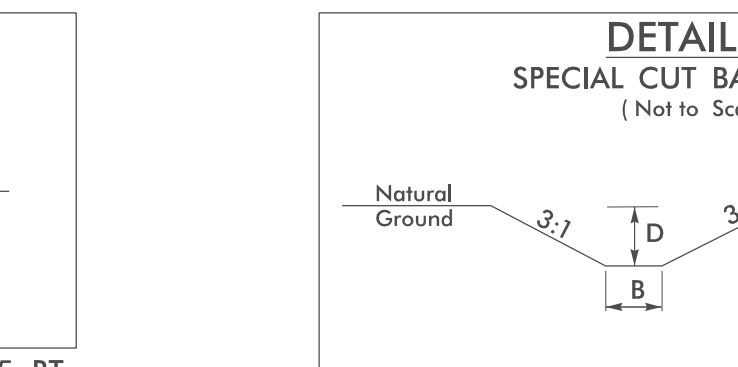 DETAIL
SPECIAL CUT
( Not to
Natural
Ground
3:1
D
B